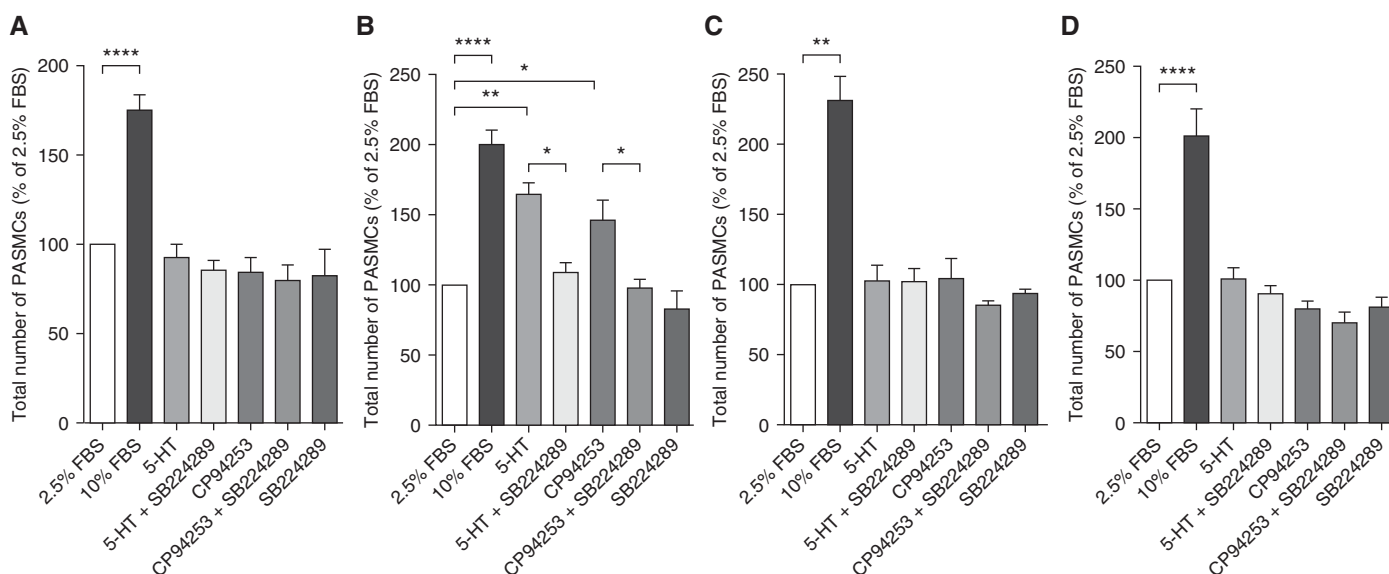 A
Total number of PASMCs (% of 2.5% FBS)
200
150
100
50
0
****
2.5% FBS
10% FBS
5-HT
5-HT + SB224289
CP94253
CP94253 + SB224289
SB224289
B
Total number of PASMCs (% of 2.5% FBS)
250
200
150
100
50
0
****
*
**
*
*
2.5% FBS
10% FBS
5-HT
5-HT + SB224289
CP94253
CP94253 + SB224289
SB224289
C
Total number of PASMCs (% of 2.5% FBS)
250
200
150
100
50
0
**
2.5% FBS
10% FBS
5-HT
5-HT + SB224289
CP94253
CP94253 + SB224289
SB224289
D
Total number of PASMCs (% of 2.5% FBS)
250
200
150
100
50
0
****
2.5% FBS
10% FBS
5-HT
5-HT + SB224289
CP94253
CP94253 + SB224289
SB224289